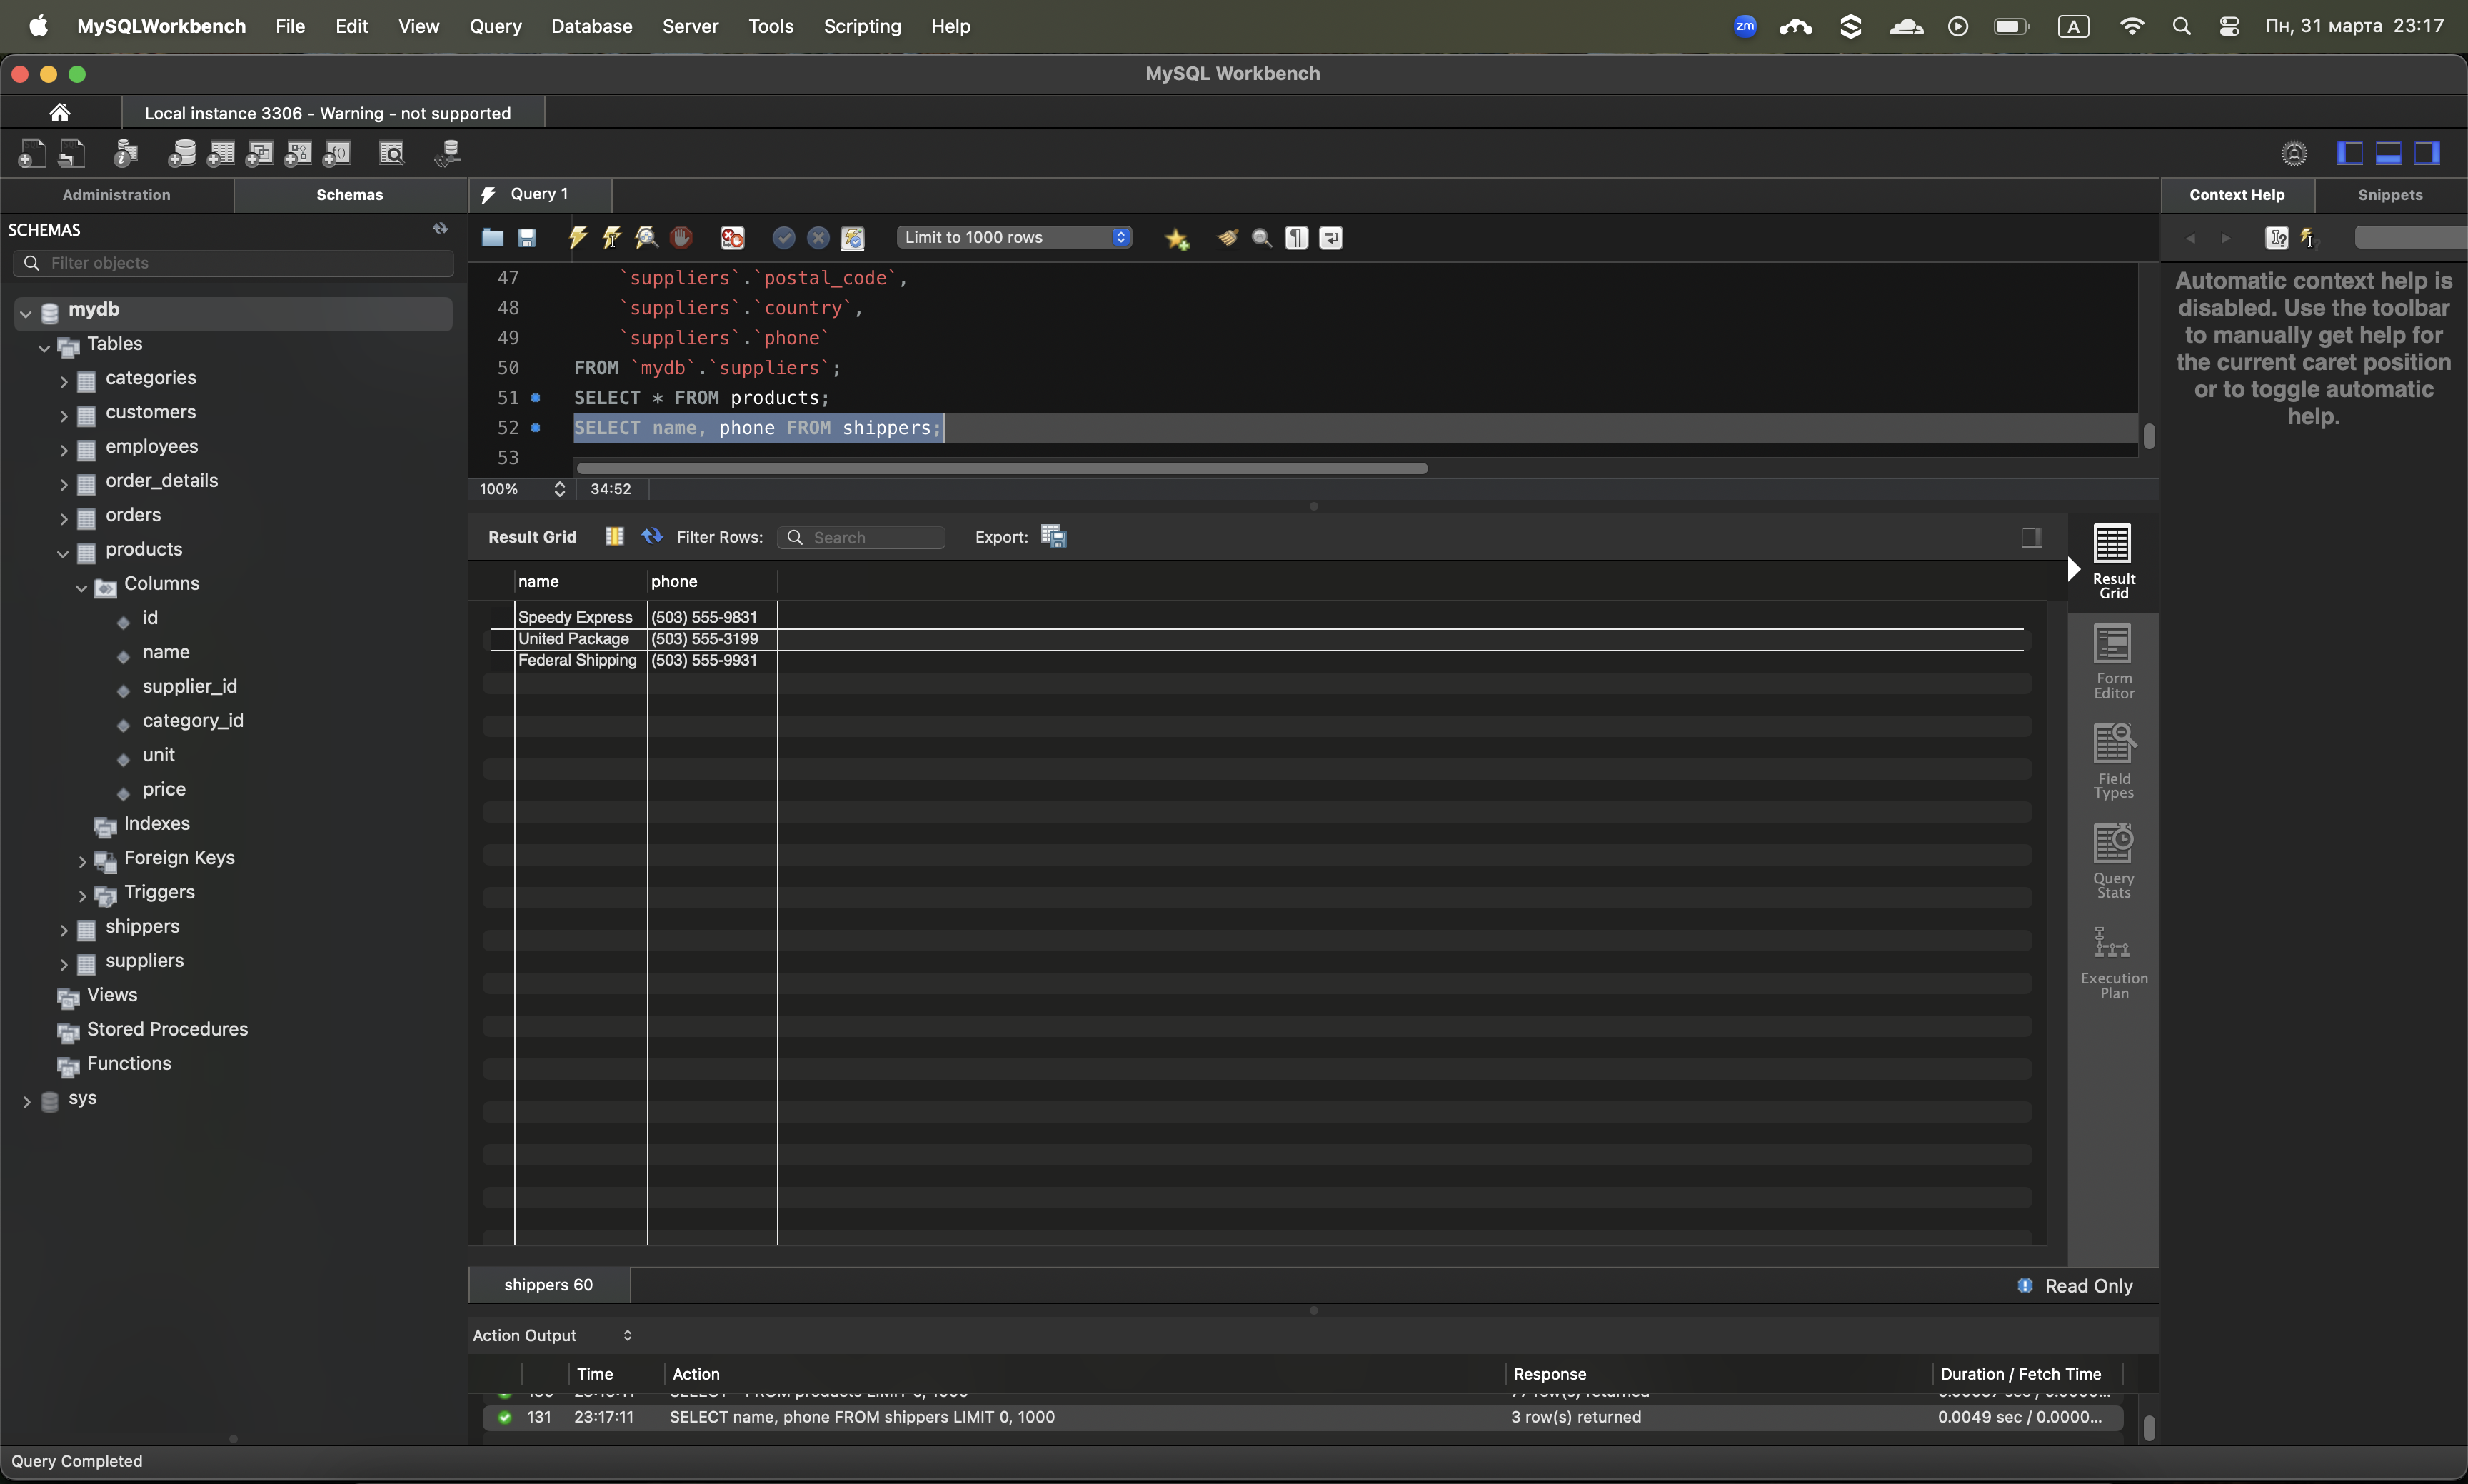 MySQLWorkbench File Edit View Query Database Server Tools Scripting Help zm A Пн, 31 марта 23:17
MySQL Workbench
Local instance 3306 - Warning - not supported
Administration Schemas
Query 1
Context Help Snippets
SCHEMAS
Filter objects
mydb
Tables
categories
customers
employees
order_details
orders
products
Columns
id
name
supplier_id
category_id
unit
price
Indexes
Foreign Keys
Triggers
shippers
suppliers
Views
Stored Procedures
Functions
sys
Limit to 1000 rows
47 `suppliers`.`postal_code`,
48 `suppliers`.`country`,
49 `suppliers`.`phone`
50 FROM `mydb`.`suppliers`;
51 SELECT * FROM products;
52 SELECT name, phone FROM shippers;
53
100% 34:52
Automatic context help is
disabled. Use the toolbar
to manually get help for
the current caret position
or to toggle automatic
help.
Result Grid Filter Rows: Search Export:
name phone
Speedy Express (503) 555-9831
United Package (503) 555-3199
Federal Shipping (503) 555-9931
Result
Grid
Form
Editor
Field
Types
Query
Stats
Execution
Plan
shippers 60
Read Only
Action Output
Time Action Response Duration / Fetch Time
131 23:17:11 SELECT name, phone FROM shippers LIMIT 0, 1000 3 row(s) returned 0.0049 sec / 0.0000...
Query Completed